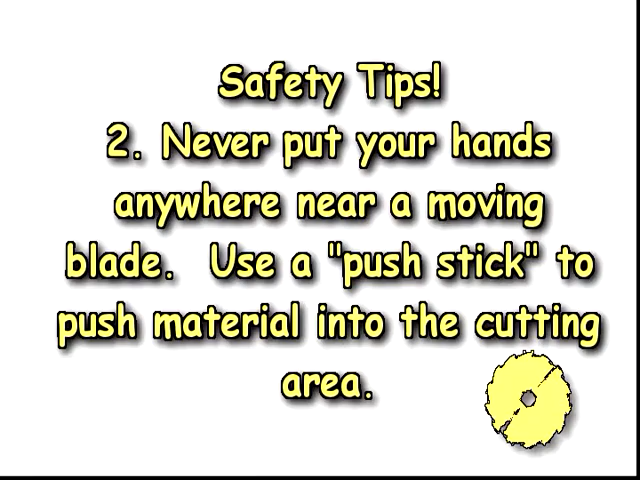 Safety Tips!
2. Never put your hands
anywhere near a moving
blade.  Use a "push stick" to
push material into the cutting
area.